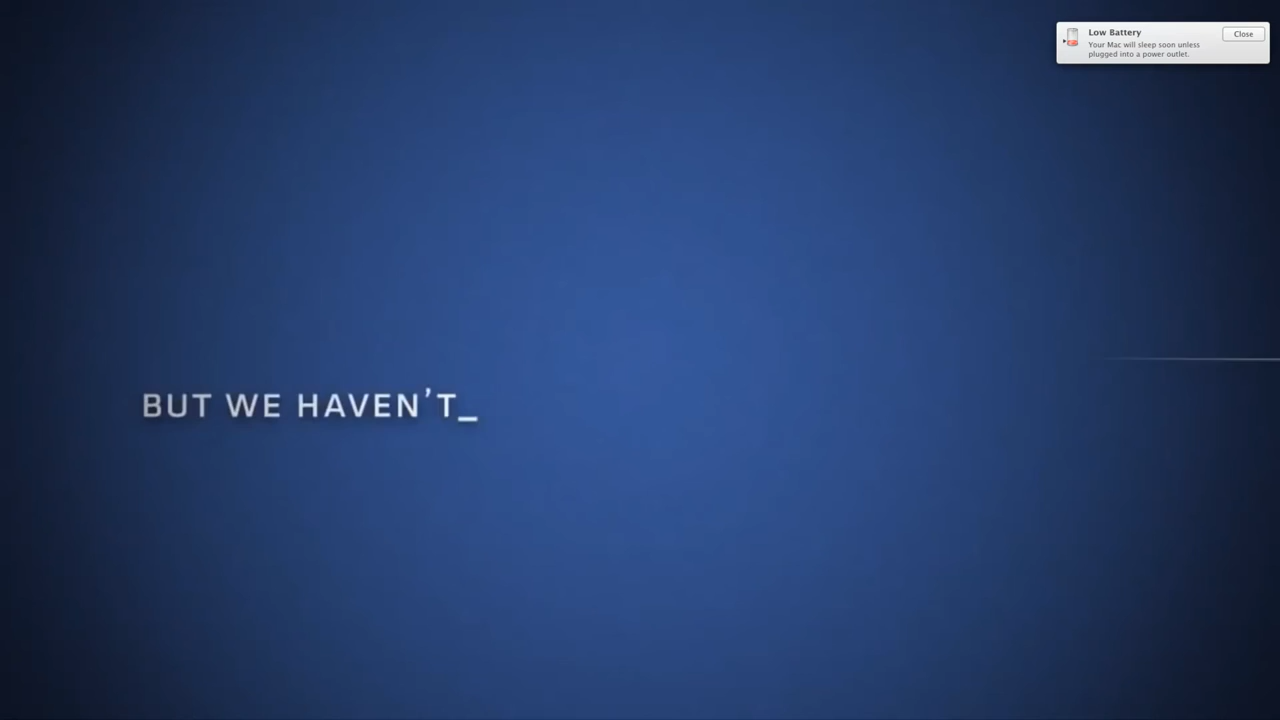 Low Battery
Close
Your Mac will sleep soon unless
plugged into a power outlet.
BUT WE HAVEN'T_